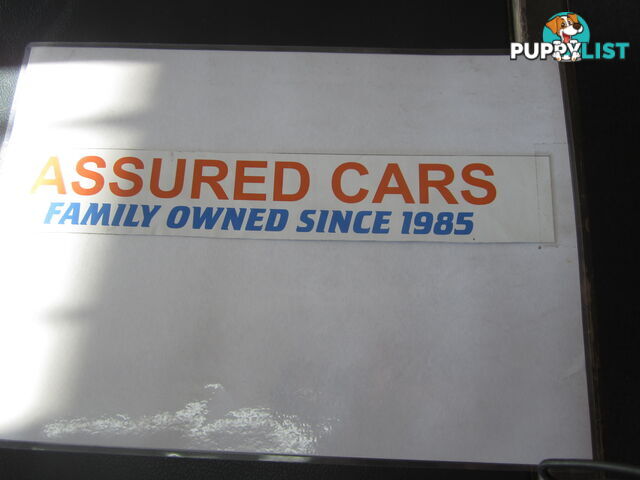 PUPPYLIST
ASSURED CARS
FAMILY OWNED SINCE 1985